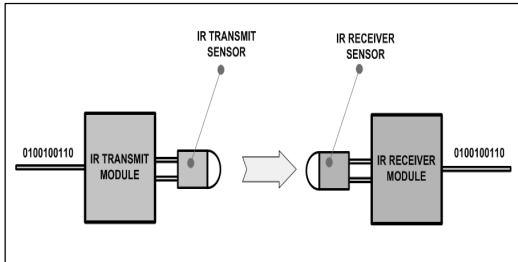 IR TRANSMIT
SENSOR
IR RECEIVER
SENSOR
0100100110
IR TRANSMIT
MODULE
IR RECEIVER
MODULE
0100100110